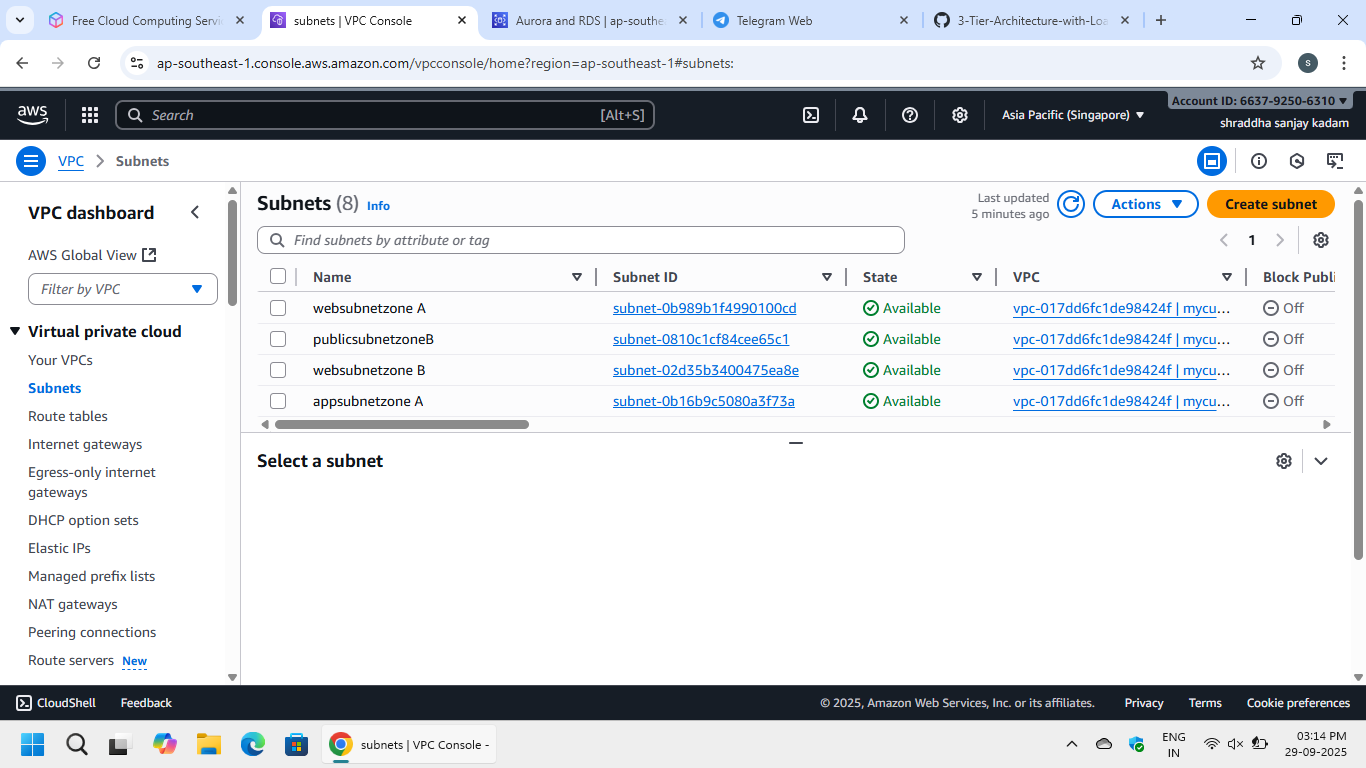 Free Cloud Computing Servi
subnets | VPC Console
Aurora and RDS | ap-southe
Telegram Web
3-Tier-Architecture-with-Loa
ap-southeast-1.console.aws.amazon.com/vpcconsole/home?region=ap-southeast-1#subnets:
s
aws
Search
[Alt+S]
Asia Pacific (Singapore)
Account ID: 6637-9250-6310
shraddha sanjay kadam
VPC
Subnets
VPC dashboard
AWS Global View
Filter by VPC
Virtual private cloud
Your VPCs
Subnets
Route tables
Internet gateways
Egress-only internet
gateways
DHCP option sets
Elastic IPs
Managed prefix lists
NAT gateways
Peering connections
Route servers New
Subnets (8) Info
Last updated
5 minutes ago
Actions
Create subnet
Find subnets by attribute or tag
1
Name Subnet ID State VPC Block Publi
websubnetzone A subnet-0b989b1f4990100cd Available vpc-017dd6fc1de98424f | mycu... Off
publicsubnetzoneB subnet-0810c1cf84cee65c1 Available vpc-017dd6fc1de98424f | mycu... Off
websubnetzone B subnet-02d35b3400475ea8e Available vpc-017dd6fc1de98424f | mycu... Off
appsubnetzone A subnet-0b16b9c5080a3f73a Available vpc-017dd6fc1de98424f | mycu... Off
Select a subnet
CloudShell
Feedback
© 2025, Amazon Web Services, Inc. or its affiliates.
Privacy
Terms
Cookie preferences
subnets | VPC Console -
ENG
IN
03:14 PM
29-09-2025